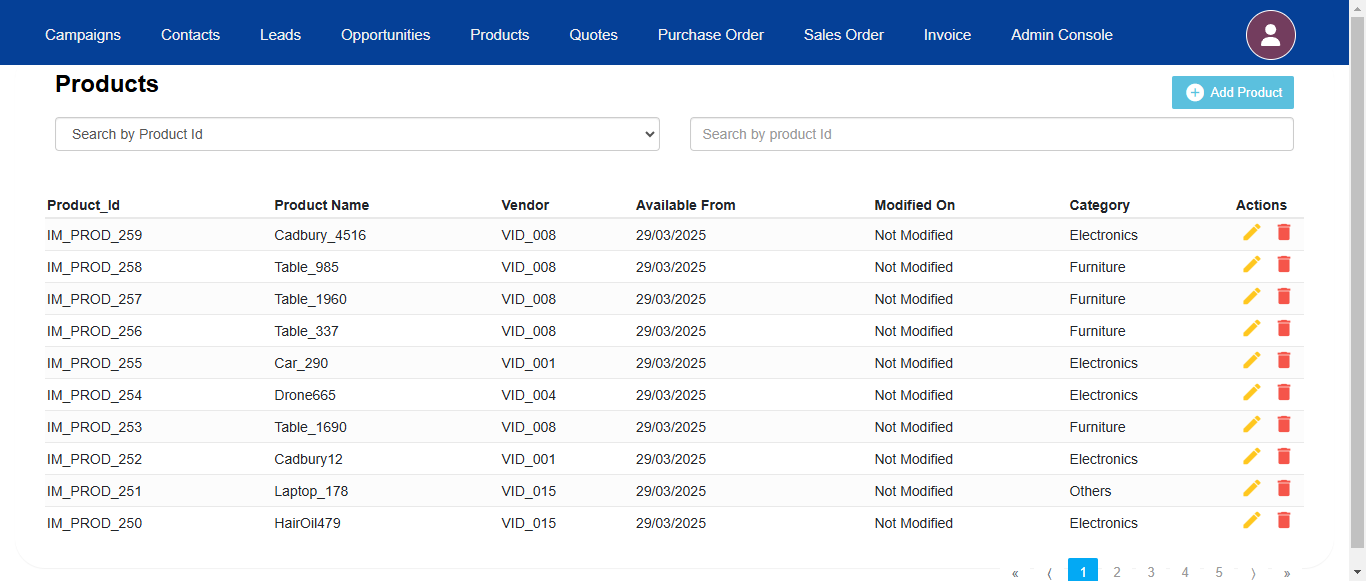 Campaigns Contacts Leads Opportunities Products Quotes Purchase Order Sales Order Invoice Admin Console
Products
Add Product
Search by Product Id Search by product Id
Product_Id Product Name Vendor Available From Modified On Category Actions
IM_PROD_259 Cadbury_4516 VID_008 29/03/2025 Not Modified Electronics
IM_PROD_258 Table_985 VID_008 29/03/2025 Not Modified Furniture
IM_PROD_257 Table_1960 VID_008 29/03/2025 Not Modified Furniture
IM_PROD_256 Table_337 VID_008 29/03/2025 Not Modified Furniture
IM_PROD_255 Car_290 VID_001 29/03/2025 Not Modified Electronics
IM_PROD_254 Drone665 VID_004 29/03/2025 Not Modified Electronics
IM_PROD_253 Table_1690 VID_008 29/03/2025 Not Modified Furniture
IM_PROD_252 Cadbury12 VID_001 29/03/2025 Not Modified Electronics
IM_PROD_251 Laptop_178 VID_015 29/03/2025 Not Modified Others
IM_PROD_250 HairOil479 VID_015 29/03/2025 Not Modified Electronics
« ⟨ 1 2 3 4 5 ⟩ »